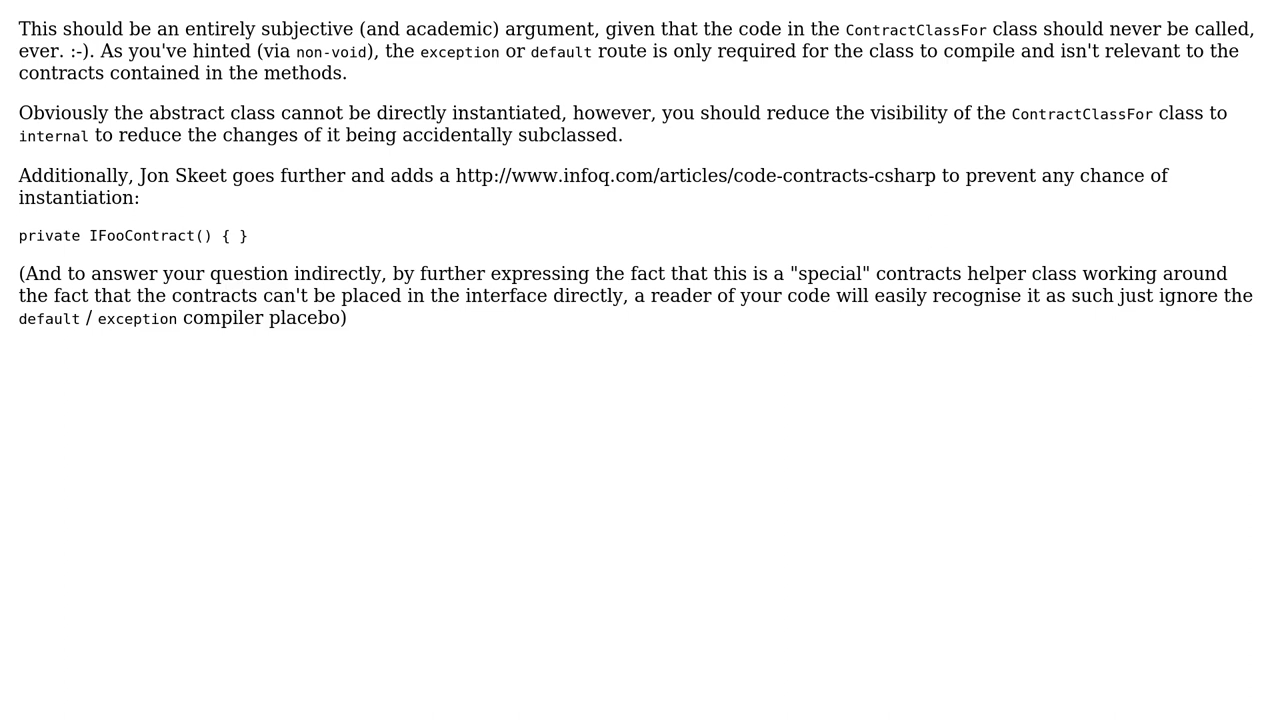 This should be an entirely subjective (and academic) argument, given that the code in the ContractClassFor class should never be called,
ever. :-). As you've hinted (via non-void), the exception or default route is only required for the class to compile and isn't relevant to the
contracts contained in the methods.
Obviously the abstract class cannot be directly instantiated, however, you should reduce the visibility of the ContractClassFor class to
internal to reduce the changes of it being accidentally subclassed.
Additionally, Jon Skeet goes further and adds a http://www.infoq.com/articles/code-contracts-csharp to prevent any chance of
instantiation:
private IFooContract() { }
(And to answer your question indirectly, by further expressing the fact that this is a "special" contracts helper class working around
the fact that the contracts can't be placed in the interface directly, a reader of your code will easily recognise it as such just ignore the
default / exception compiler placebo)